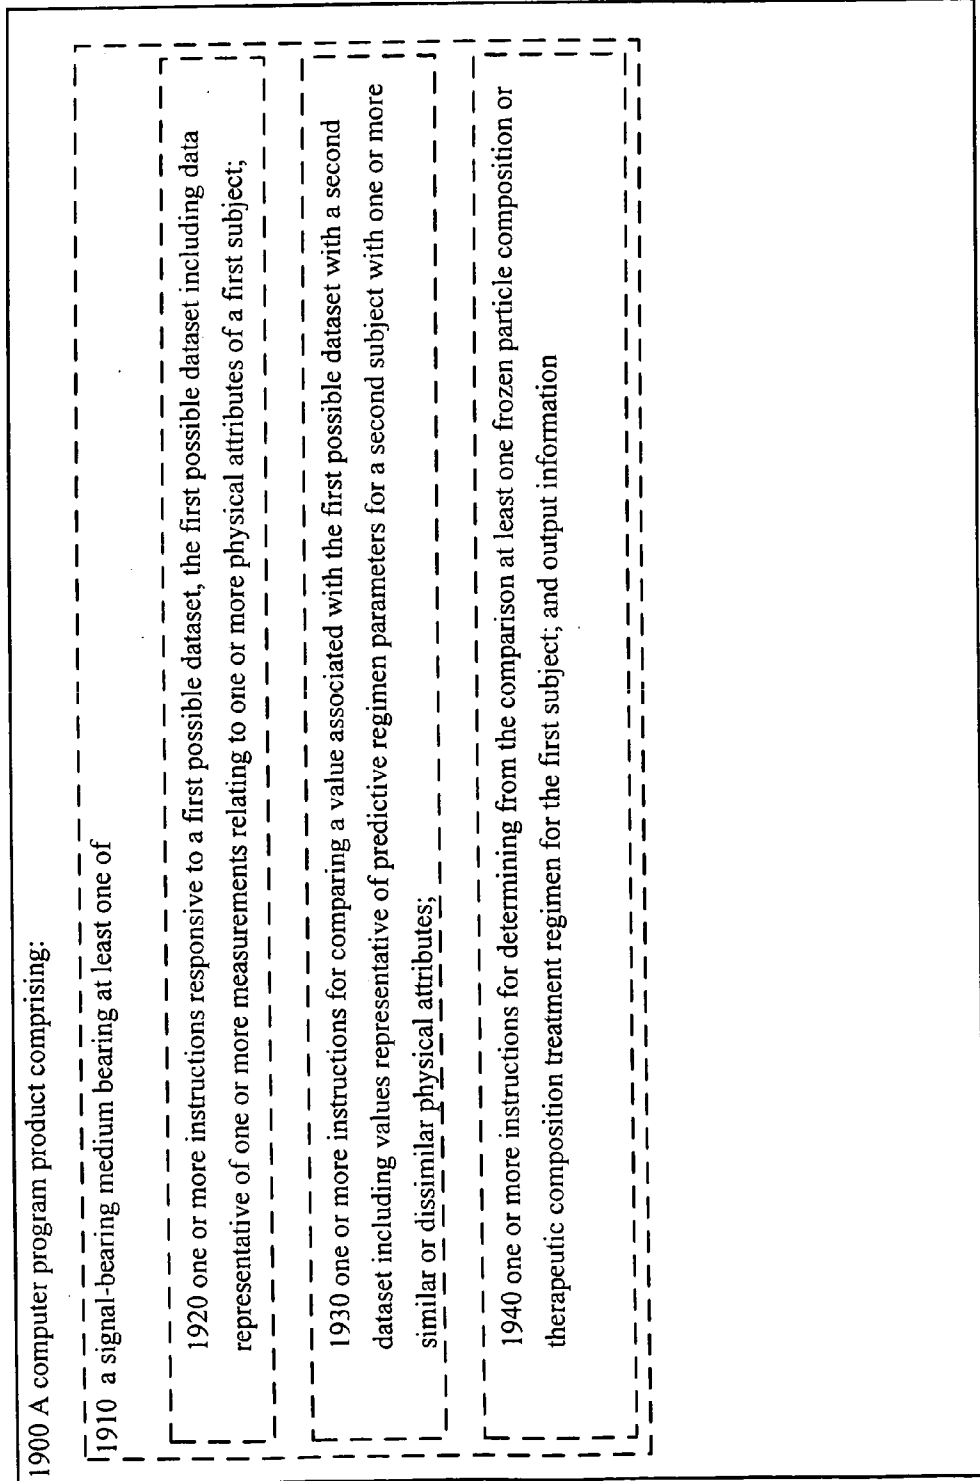 1900 A computer program product comprising:
1910 a signal-bearing medium bearing at least one of
1920 one or more instructions responsive to a first possible dataset, the first possible dataset including data
representative of one or more measurements relating to one or more physical attributes of a first subject;
1930 one or more instructions for comparing a value associated with the first possible dataset with a second
dataset including values representative of predictive regimen parameters for a second subject with one or more
similar or dissimilar physical attributes;
1940 one or more instructions for determining from the comparison at least one frozen particle composition or
therapeutic composition treatment regimen for the first subject; and output information